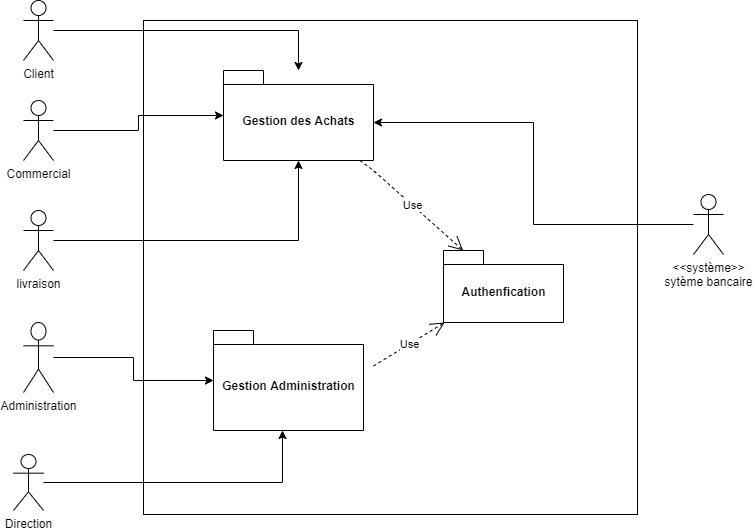 Client
Gestion des Achats
Commercial
Use
livraison
<<système>>
sytème bancaire
Authenfication
Use
Gestion Administration
Administration
Direction